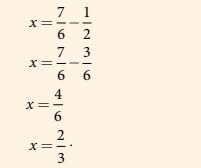 x = 7/6 − 1/2
x = 7/6 − 3/6
x = 4/6
x = 2/3.